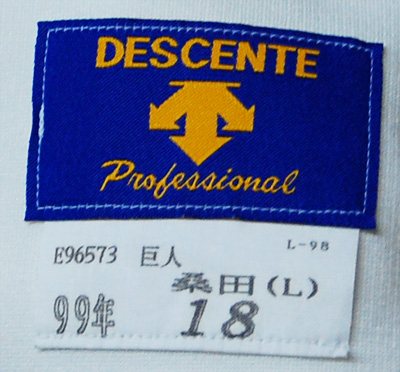 DESCENTE
Professional
L-98
E96573 巨人
桑田(L)
99年 18